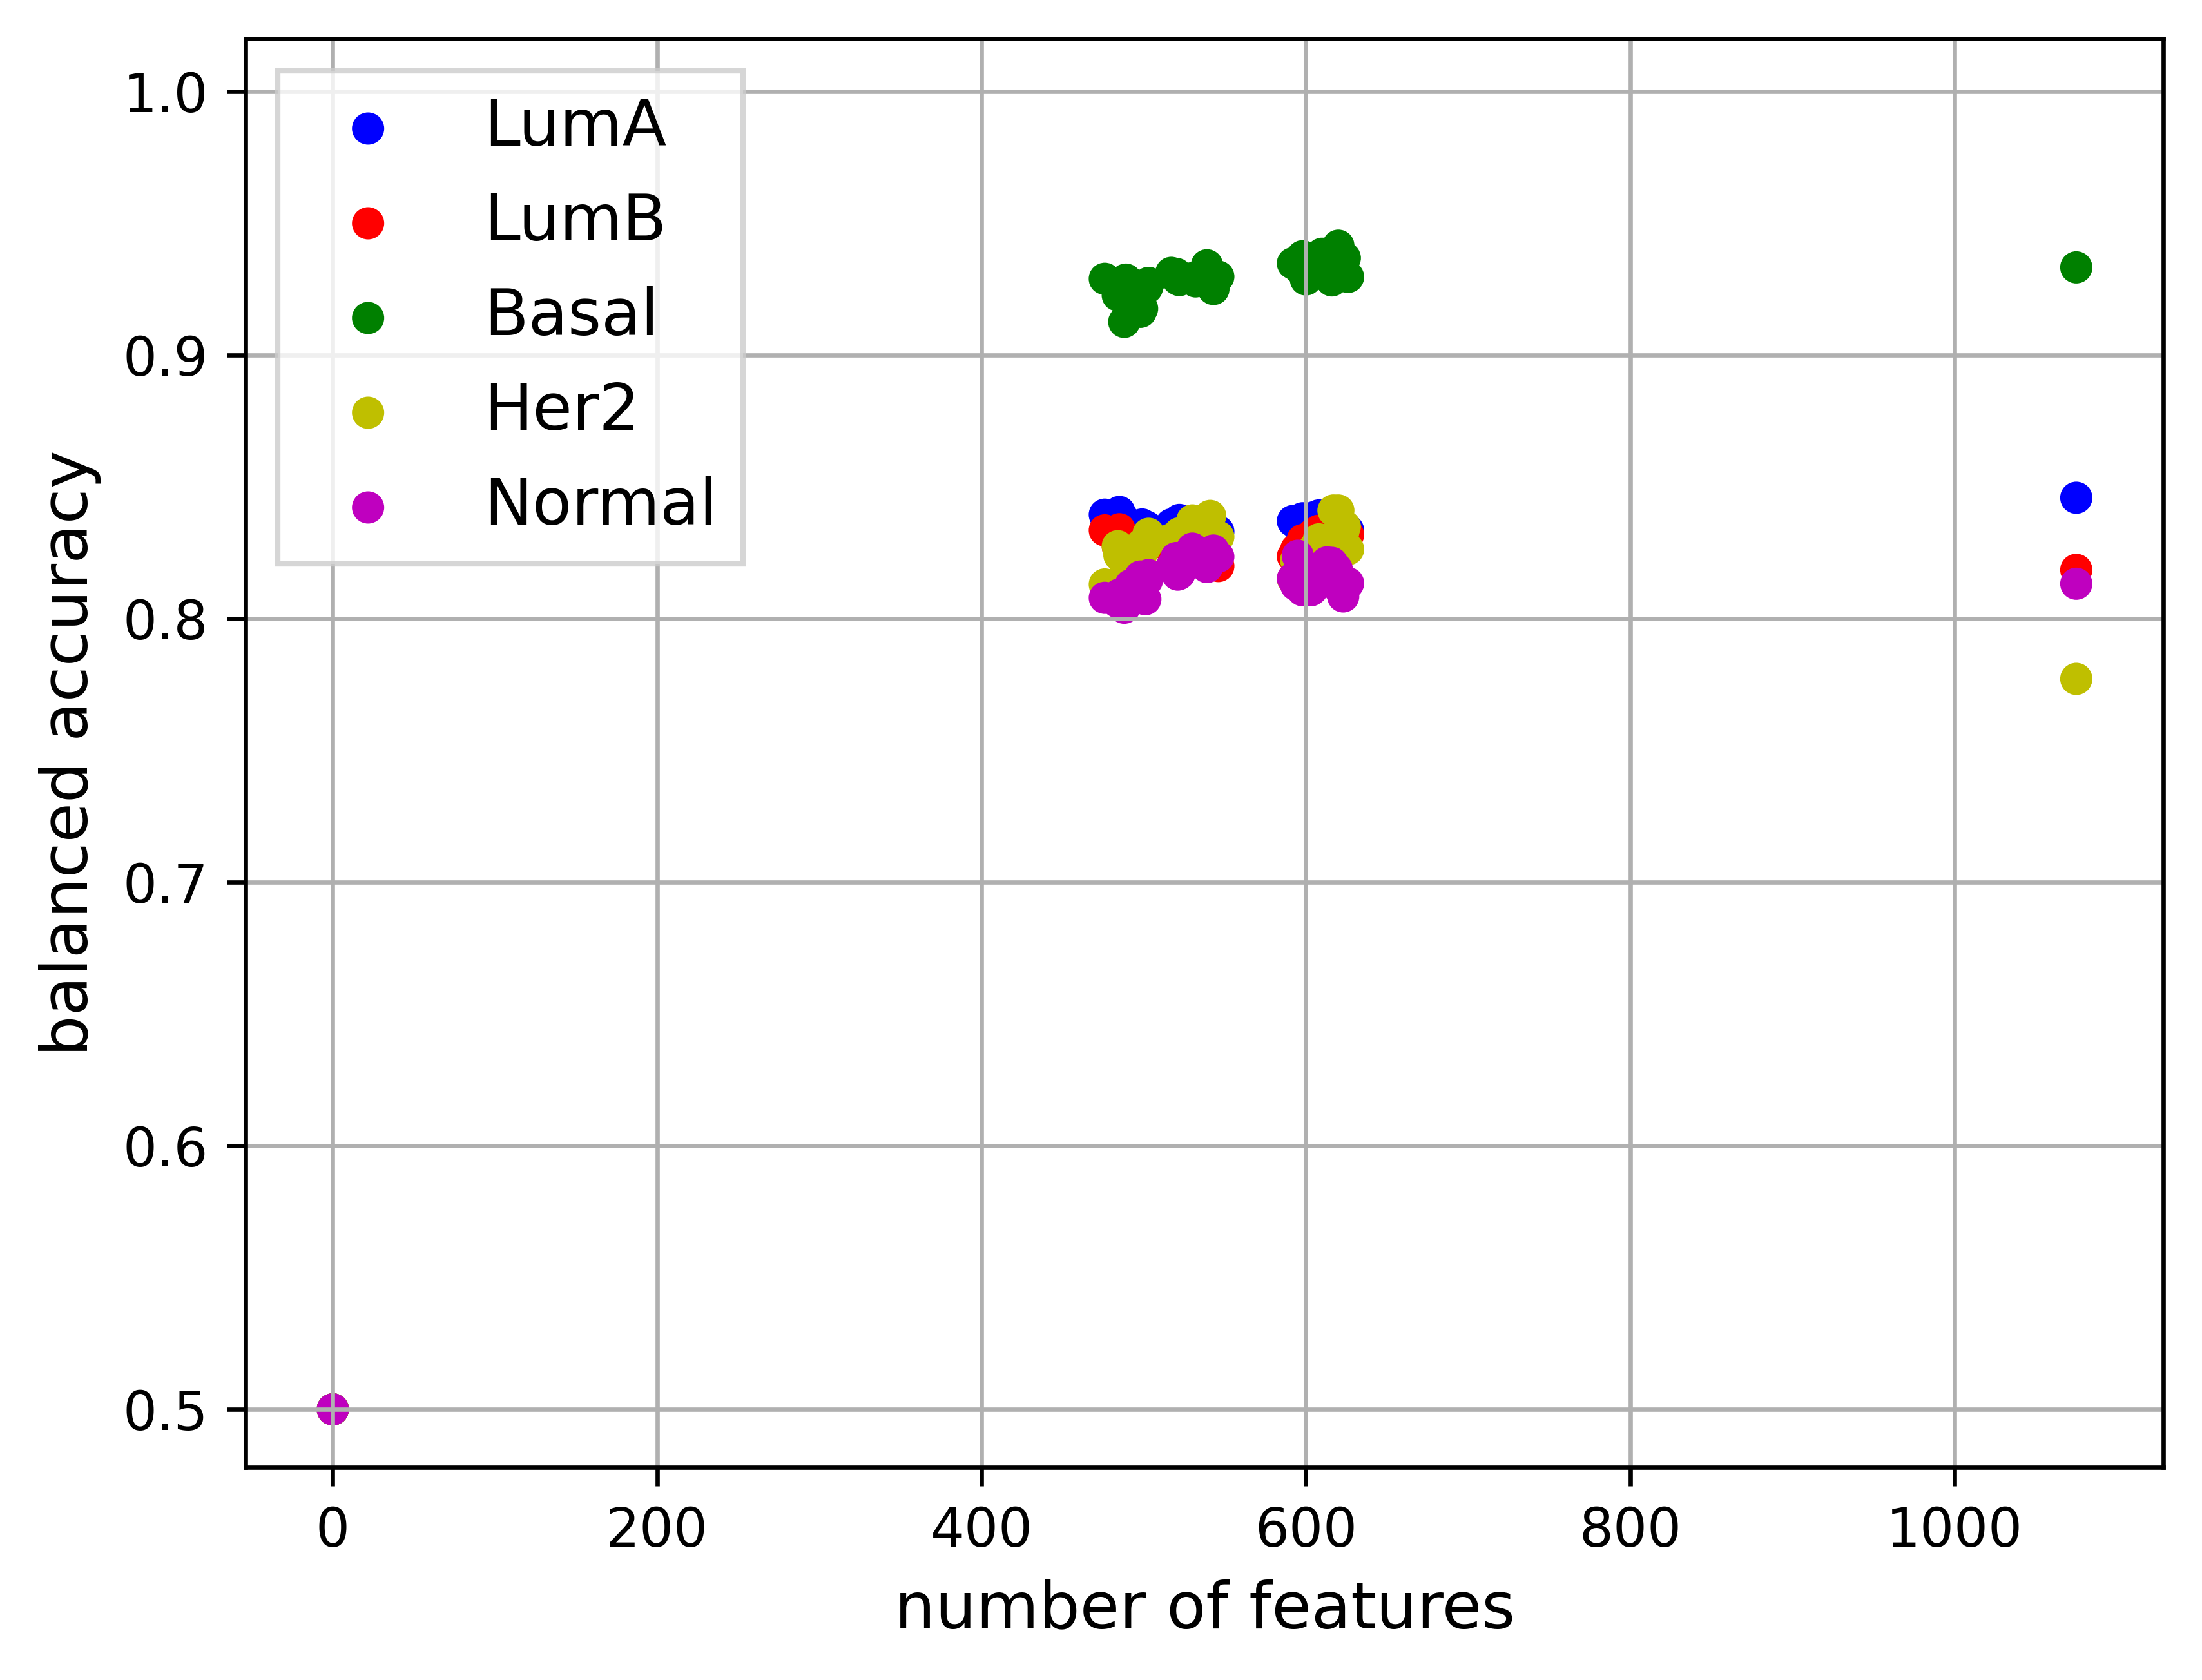 1.0
0.9
0.8
0.7
0.6
0.5
balanced accuracy
LumA
LumB
Basal
Her2
Normal
0 200 400 600 800 1000
number of features